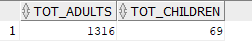 TOT_ADULTS TOT_CHILDREN
1 1316 69